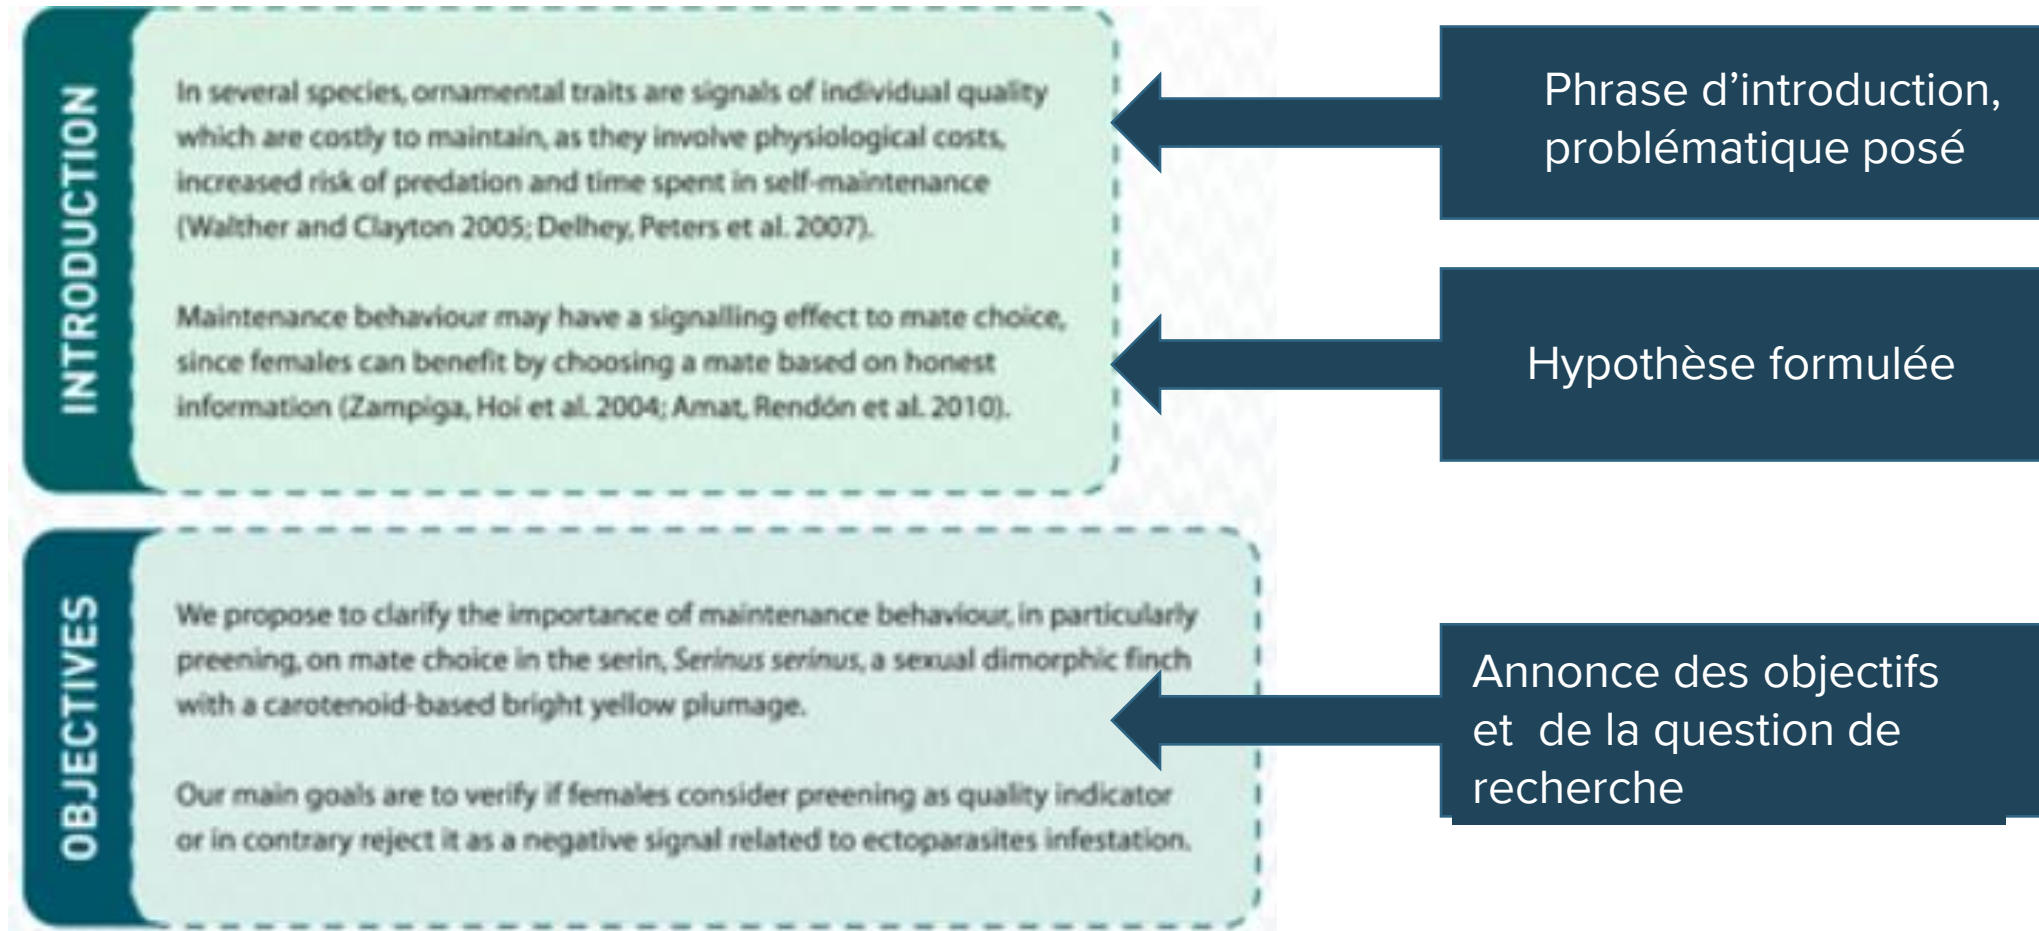 INTRODUCTION
In several species, ornamental traits are signals of individual quality
which are costly to maintain, as they involve physiological costs,
increased risk of predation and time spent in self-maintenance
(Walther and Clayton 2005; Delhey, Peters et al. 2007).
Maintenance behaviour may have a signalling effect to mate choice,
since females can benefit by choosing a mate based on honest
information (Zampiga, Hoi et al. 2004; Amat, Rendón et al. 2010).
Phrase d’introduction,
problématique posé
Hypothèse formulée
OBJECTIVES
We propose to clarify the importance of maintenance behaviour, in particularly
preening, on mate choice in the serin, Serinus serinus, a sexual dimorphic finch
with a carotenoid-based bright yellow plumage.
Our main goals are to verify if females consider preening as quality indicator
or in contrary reject it as a negative signal related to ectoparasites infestation.
Annonce des objectifs
et  de la question de
recherche